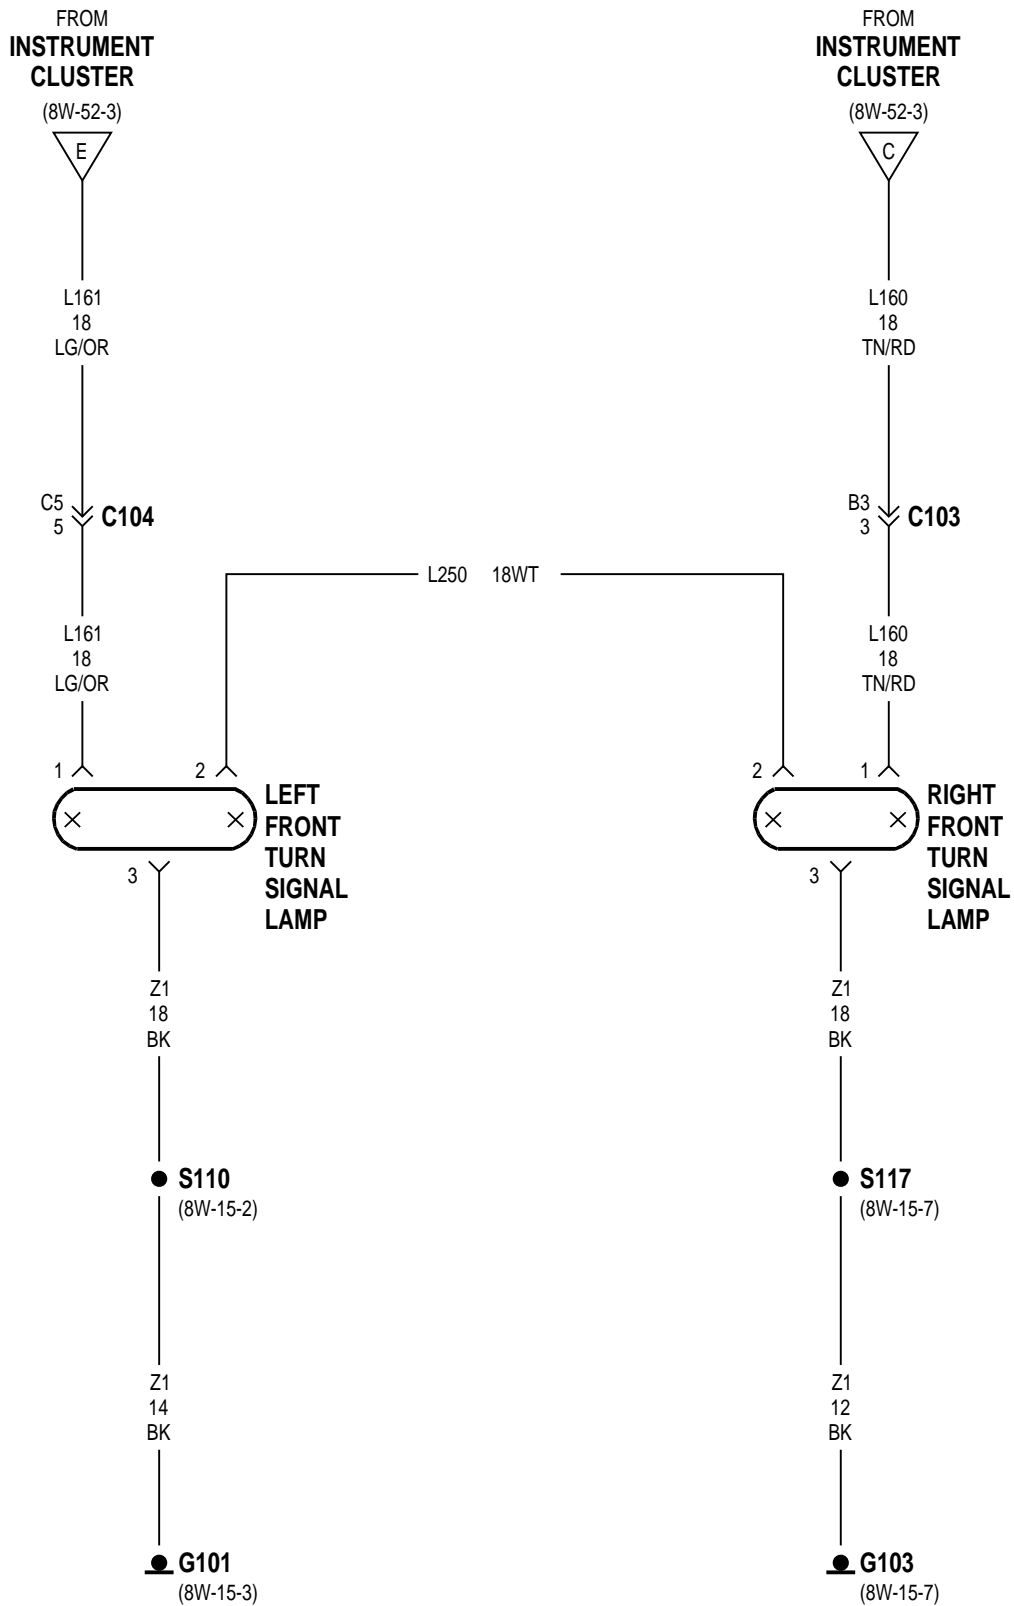 FROM
INSTRUMENT
CLUSTER
(8W-52-3)
E
L161
18
LG/OR
C5
5
C104
L161
18
LG/OR
1
2
LEFT
FRONT
TURN
SIGNAL
LAMP
3
Z1
18
BK
S110
(8W-15-2)
Z1
14
BK
G101
(8W-15-3)
L250 18WT
FROM
INSTRUMENT
CLUSTER
(8W-52-3)
C
L160
18
TN/RD
B3
3
C103
L160
18
TN/RD
2
1
RIGHT
FRONT
TURN
SIGNAL
LAMP
3
Z1
18
BK
S117
(8W-15-7)
Z1
12
BK
G103
(8W-15-7)